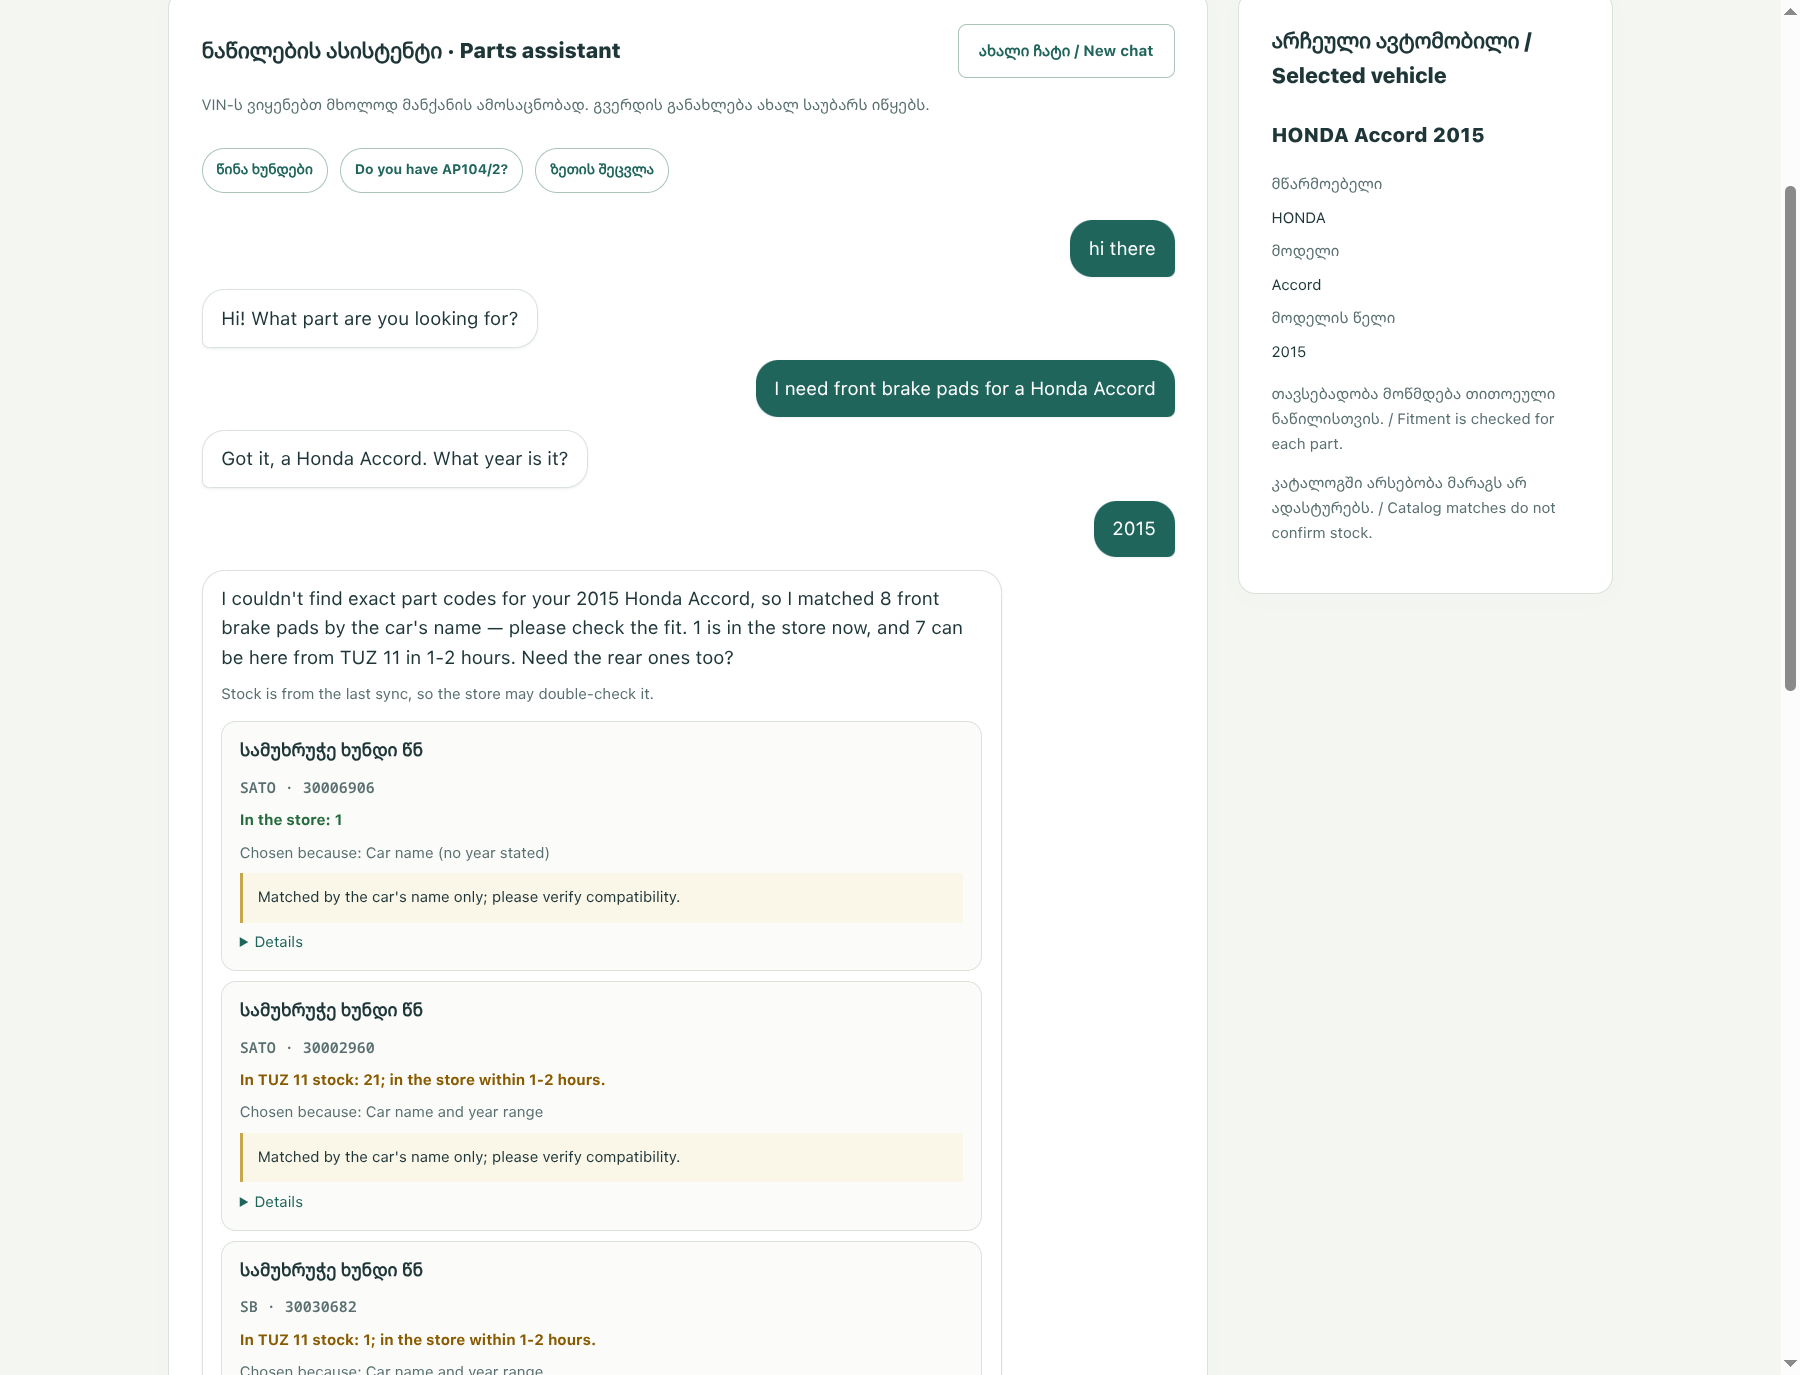 ნაწილების ასისტენტი · Parts assistant
ახალი ჩატი / New chat
VIN-ს ვიყენებთ მხოლოდ მანქანის ამოსაცნობად. გვერდის განახლება ახალ საუბარს იწყებს.
წინა ხუნდები
Do you have AP104/2?
ზეთის შეცვლა
hi there
Hi! What part are you looking for?
I need front brake pads for a Honda Accord
Got it, a Honda Accord. What year is it?
2015
I couldn't find exact part codes for your 2015 Honda Accord, so I matched 8 front
brake pads by the car's name — please check the fit. 1 is in the store now, and 7 can
be here from TUZ 11 in 1-2 hours. Need the rear ones too?
Stock is from the last sync, so the store may double-check it.
სამუხრუჭე ხუნდი წნ
SATO · 30006906
In the store: 1
Chosen because: Car name (no year stated)
Matched by the car's name only; please verify compatibility.
Details
სამუხრუჭე ხუნდი წნ
SATO · 30002960
In TUZ 11 stock: 21; in the store within 1-2 hours.
Chosen because: Car name and year range
Matched by the car's name only; please verify compatibility.
Details
სამუხრუჭე ხუნდი წნ
SB · 30030682
In TUZ 11 stock: 1; in the store within 1-2 hours.
Chosen because: Car name and year range
არჩეული ავტომობილი /
Selected vehicle
HONDA Accord 2015
მწარმოებელი
HONDA
მოდელი
Accord
მოდელის წელი
2015
თავსებადობა მოწმდება თითოეული
ნაწილისთვის. / Fitment is checked for
each part.
კატალოგში არსებობა მარაგს არ
ადასტურებს. / Catalog matches do not
confirm stock.